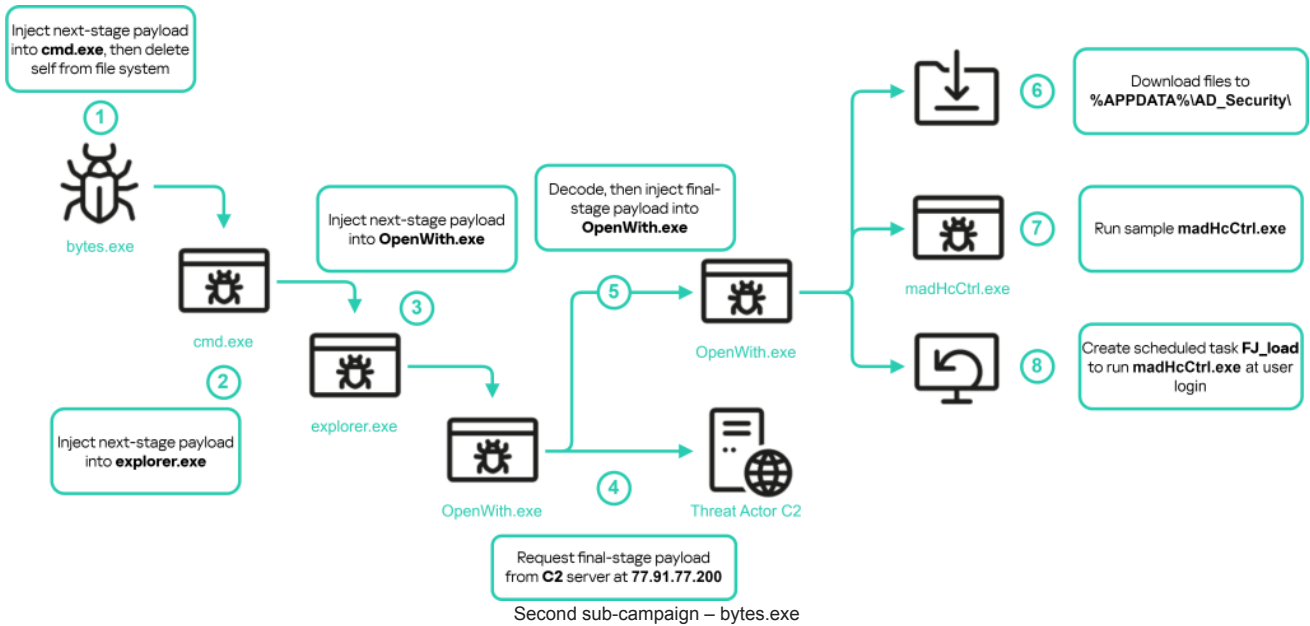 Inject next-stage payload
into cmd.exe, then delete
self from file system
1
bytes.exe
cmd.exe
2
Inject next-stage payload
into explorer.exe
Inject next-stage payload
into OpenWith.exe
3
explorer.exe
OpenWith.exe
4
Request final-stage payload
from C2 server at 77.91.77.200
Threat Actor C2
Decode, then inject final-
stage payload into
OpenWith.exe
5
OpenWith.exe
6
Download files to
%APPDATA%\AD_Security\
madHcCtrl.exe
7
Run sample madHcCtrl.exe
8
Create scheduled task FJ_load
to run madHcCtrl.exe at user
login
Second sub-campaign – bytes.exe